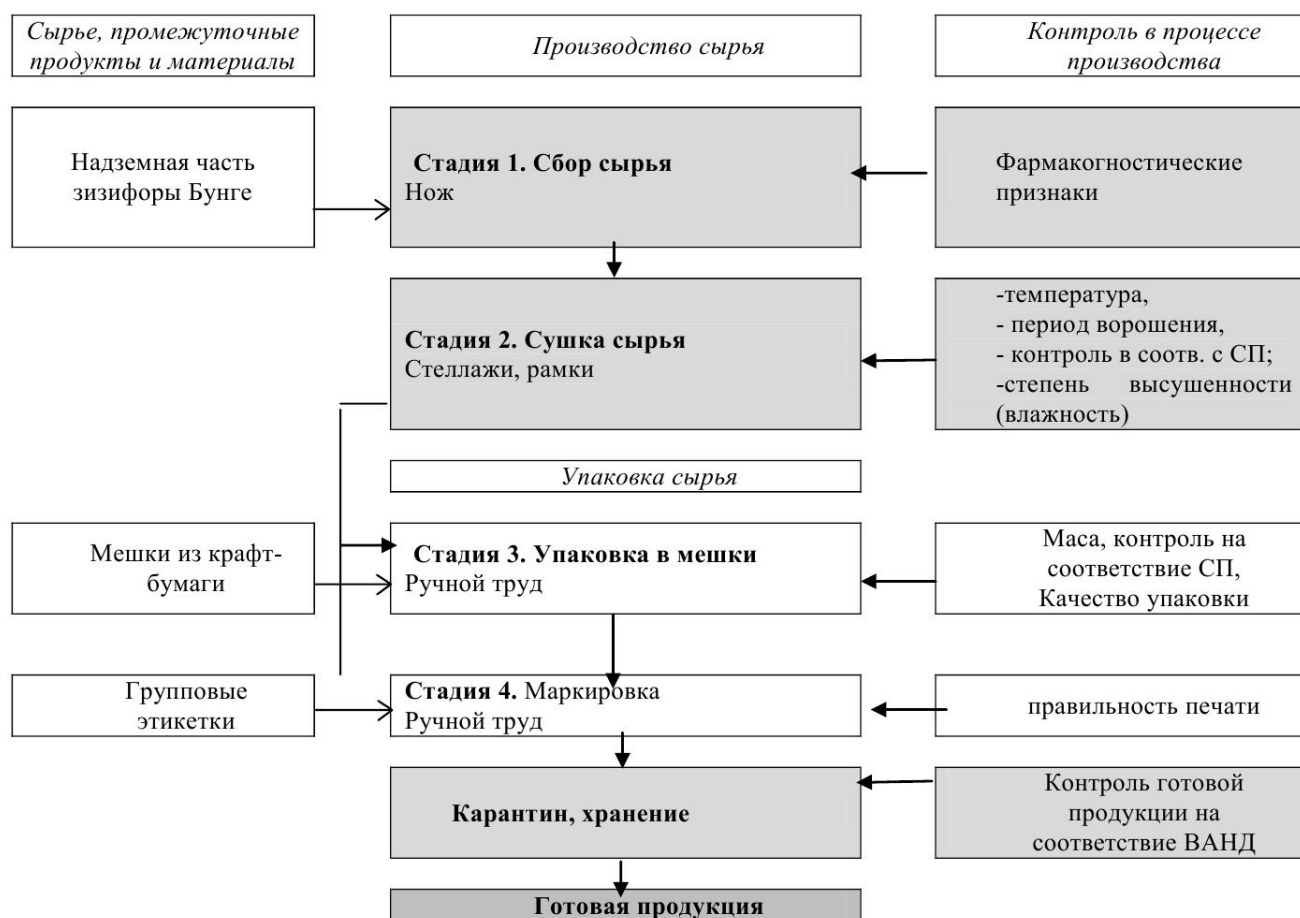 Сырье, промежуточные
продукты и материалы
Производство сырья
Контроль в процессе
производства
Надземная часть
зизифоры Бунге
Стадия 1. Сбор сырья
Нож
Фармакогностические
признаки
Стадия 2. Сушка сырья
Стеллажи, рамки
-температура,
- период ворошения,
- контроль в соотв. с СП;
-степень высушенности
(влажность)
Упаковка сырья
Мешки из крафт-
бумаги
Стадия 3. Упаковка в мешки
Ручной труд
Маса, контроль на
соответствие СП,
Качество упаковки
Групповые
этикетки
Стадия 4. Маркировка
Ручной труд
правильность печати
Карантин, хранение
Контроль готовой
продукции на
соответствие ВАНД
Готовая продукция